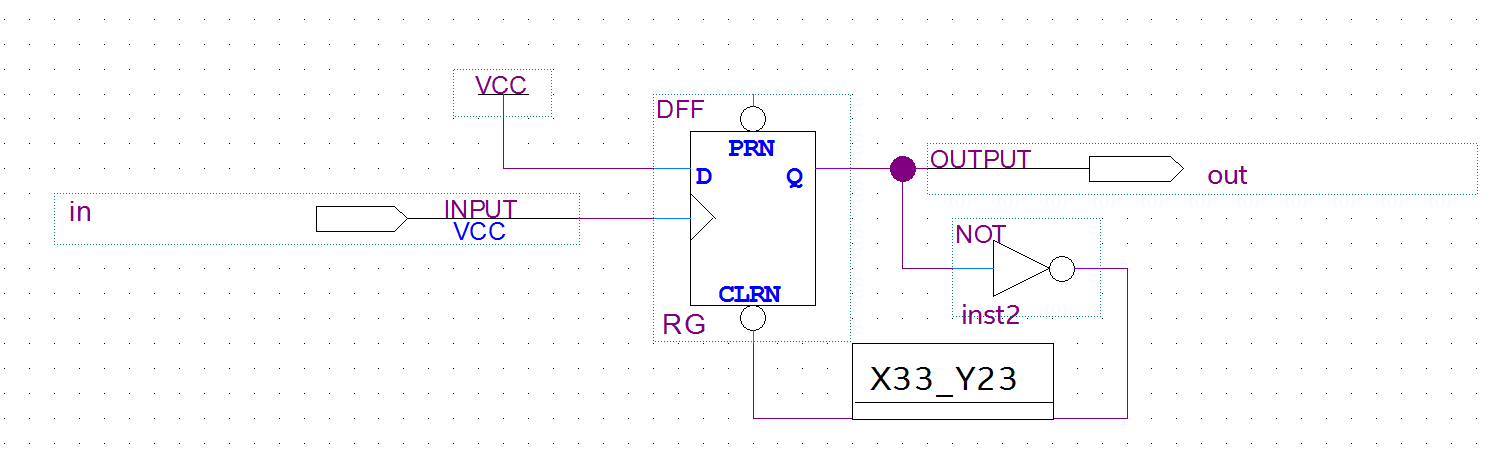 VCC
DFF
PRN
D
Q
OUTPUT
out
in
INPUT
VCC
NOT
CLRN
RG
inst2
X33_Y23